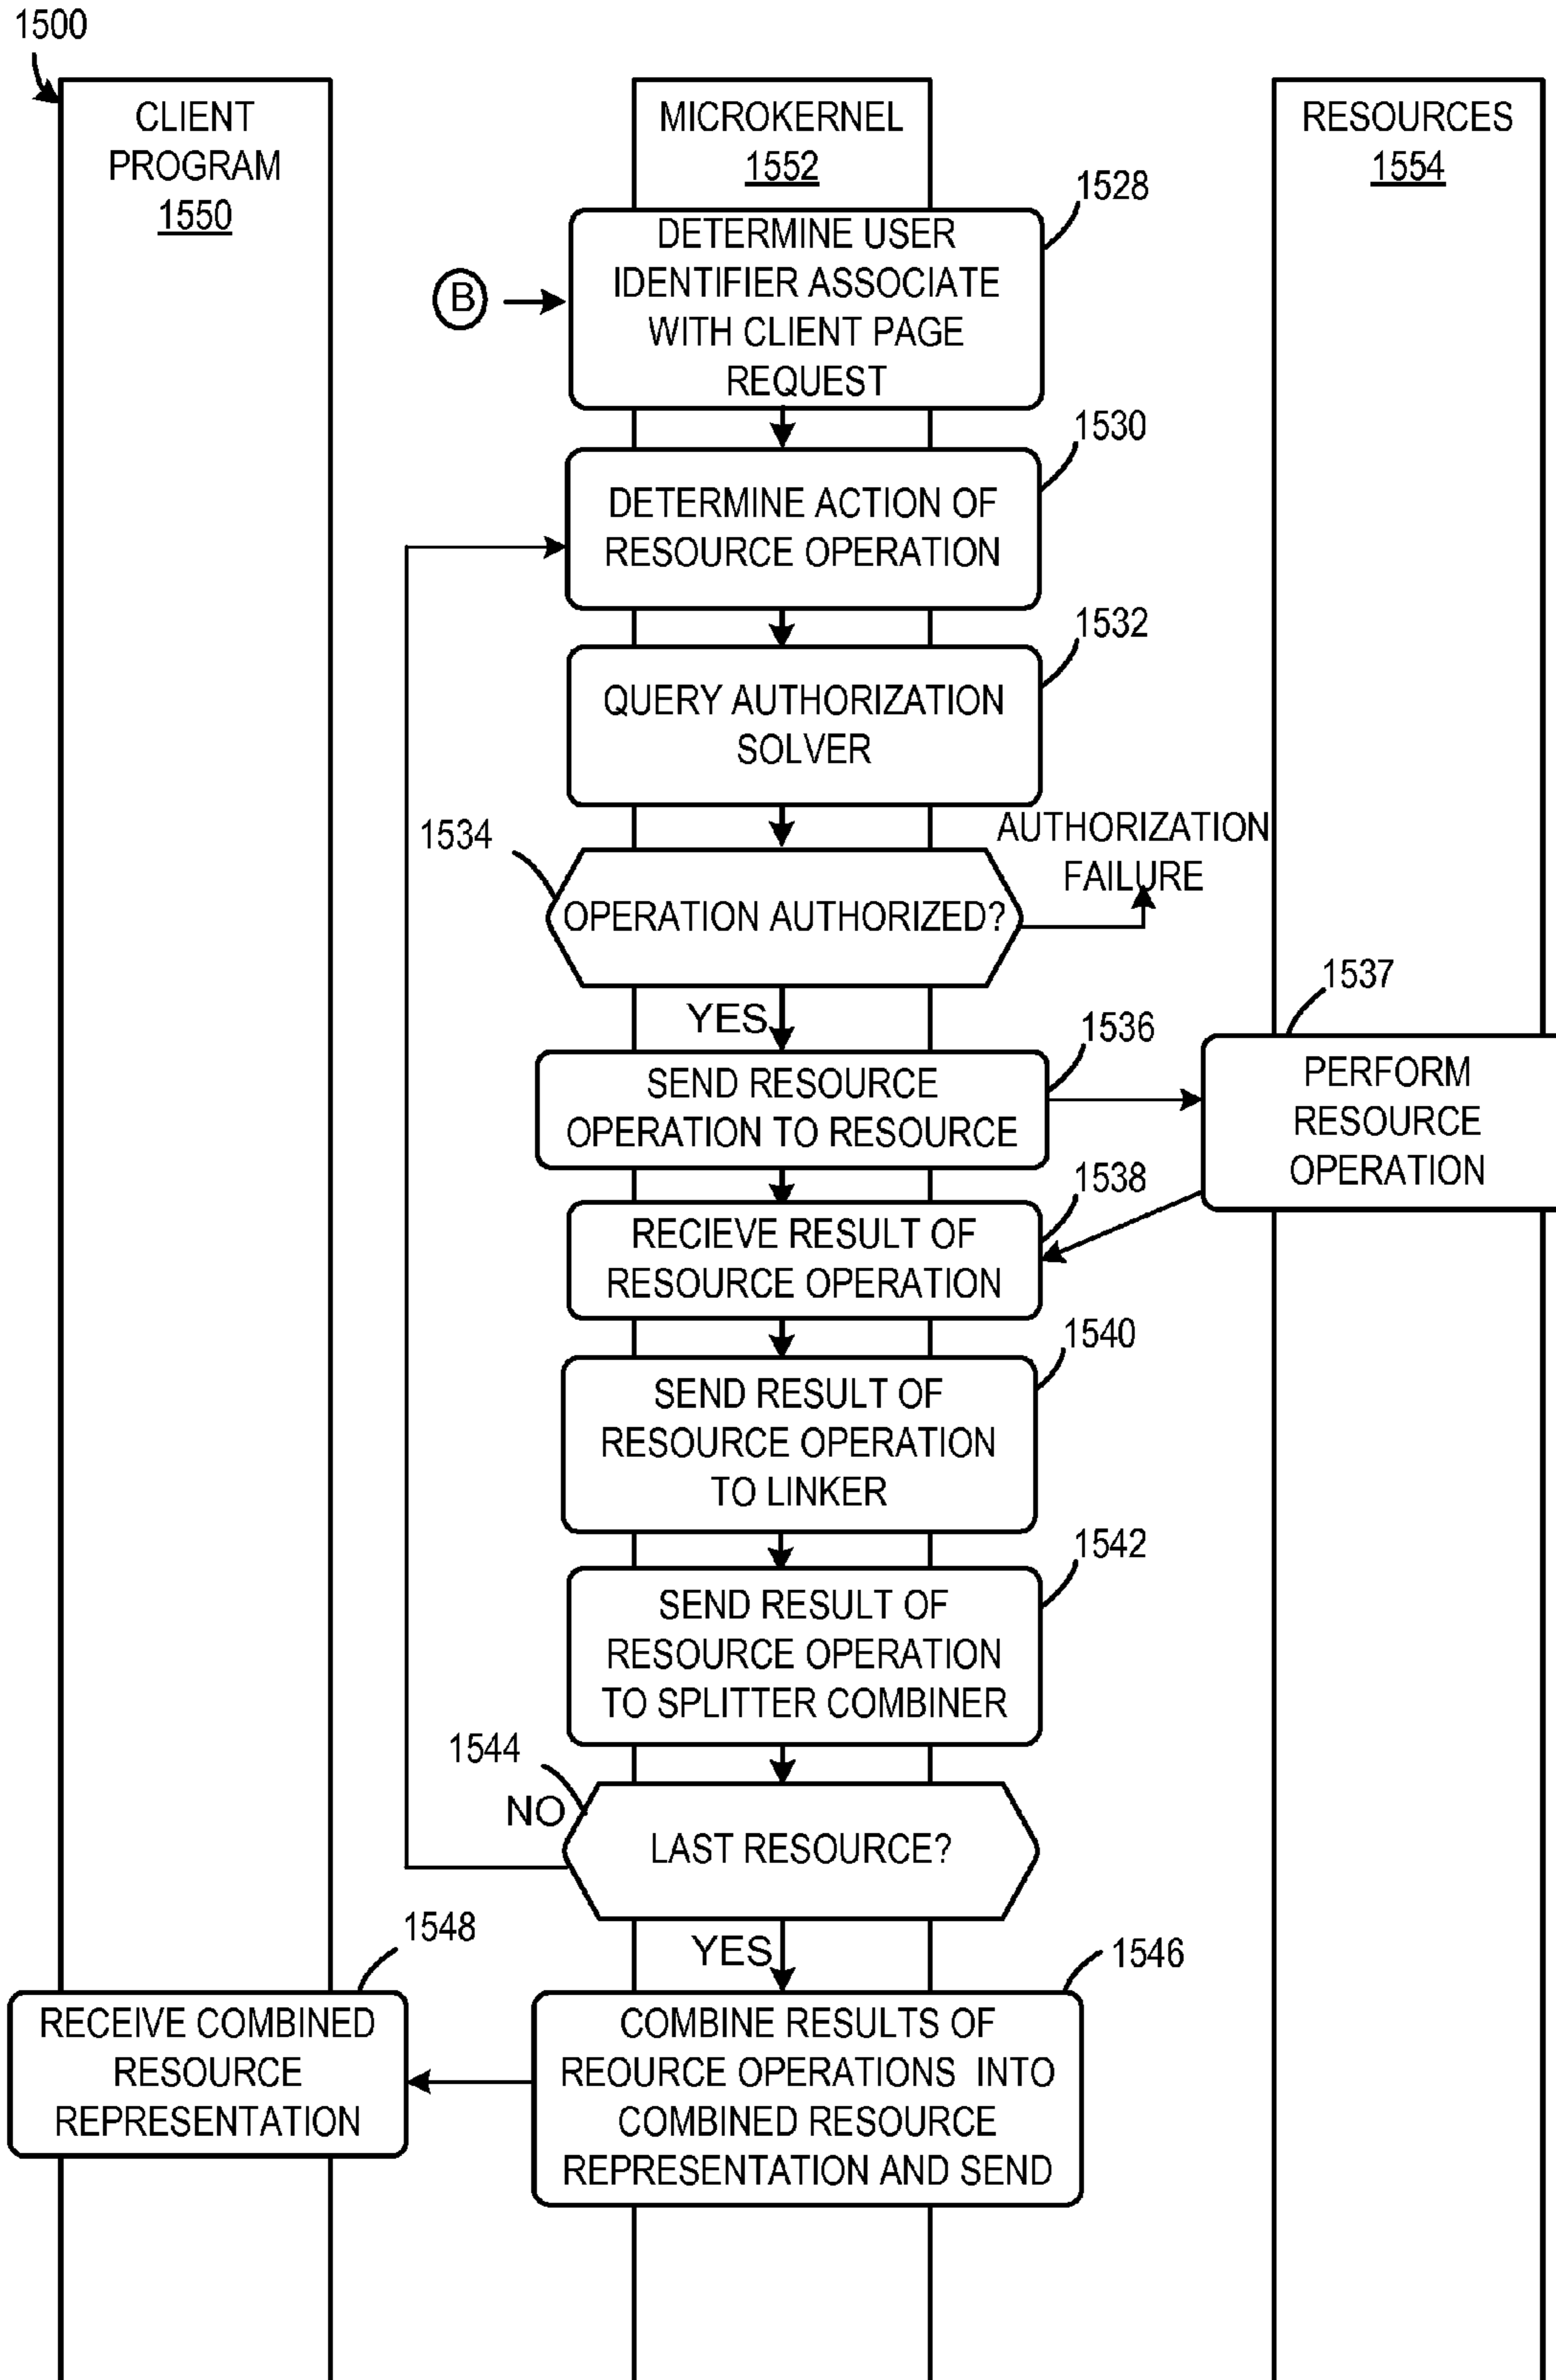 1500
CLIENT
PROGRAM
1550
MICROKERNEL
1552
RESOURCES
1554
1528
DETERMINE USER
IDENTIFIER ASSOCIATE
WITH CLIENT PAGE
REQUEST
B
1530
DETERMINE ACTION OF
RESOURCE OPERATION
1532
QUERY AUTHORIZATION
SOLVER
1534
AUTHORIZATION
FAILURE
OPERATION AUTHORIZED?
YES
1536
SEND RESOURCE
OPERATION TO RESOURCE
1537
PERFORM
RESOURCE
OPERATION
1538
RECIEVE RESULT OF
RESOURCE OPERATION
1540
SEND RESULT OF
RESOURCE OPERATION
TO LINKER
1542
SEND RESULT OF
RESOURCE OPERATION
TO SPLITTER COMBINER
1544
NO
LAST RESOURCE?
YES
1548
RECEIVE COMBINED
RESOURCE
REPRESENTATION
1546
COMBINE RESULTS OF
REOURCE OPERATIONS INTO
COMBINED RESOURCE
REPRESENTATION AND SEND